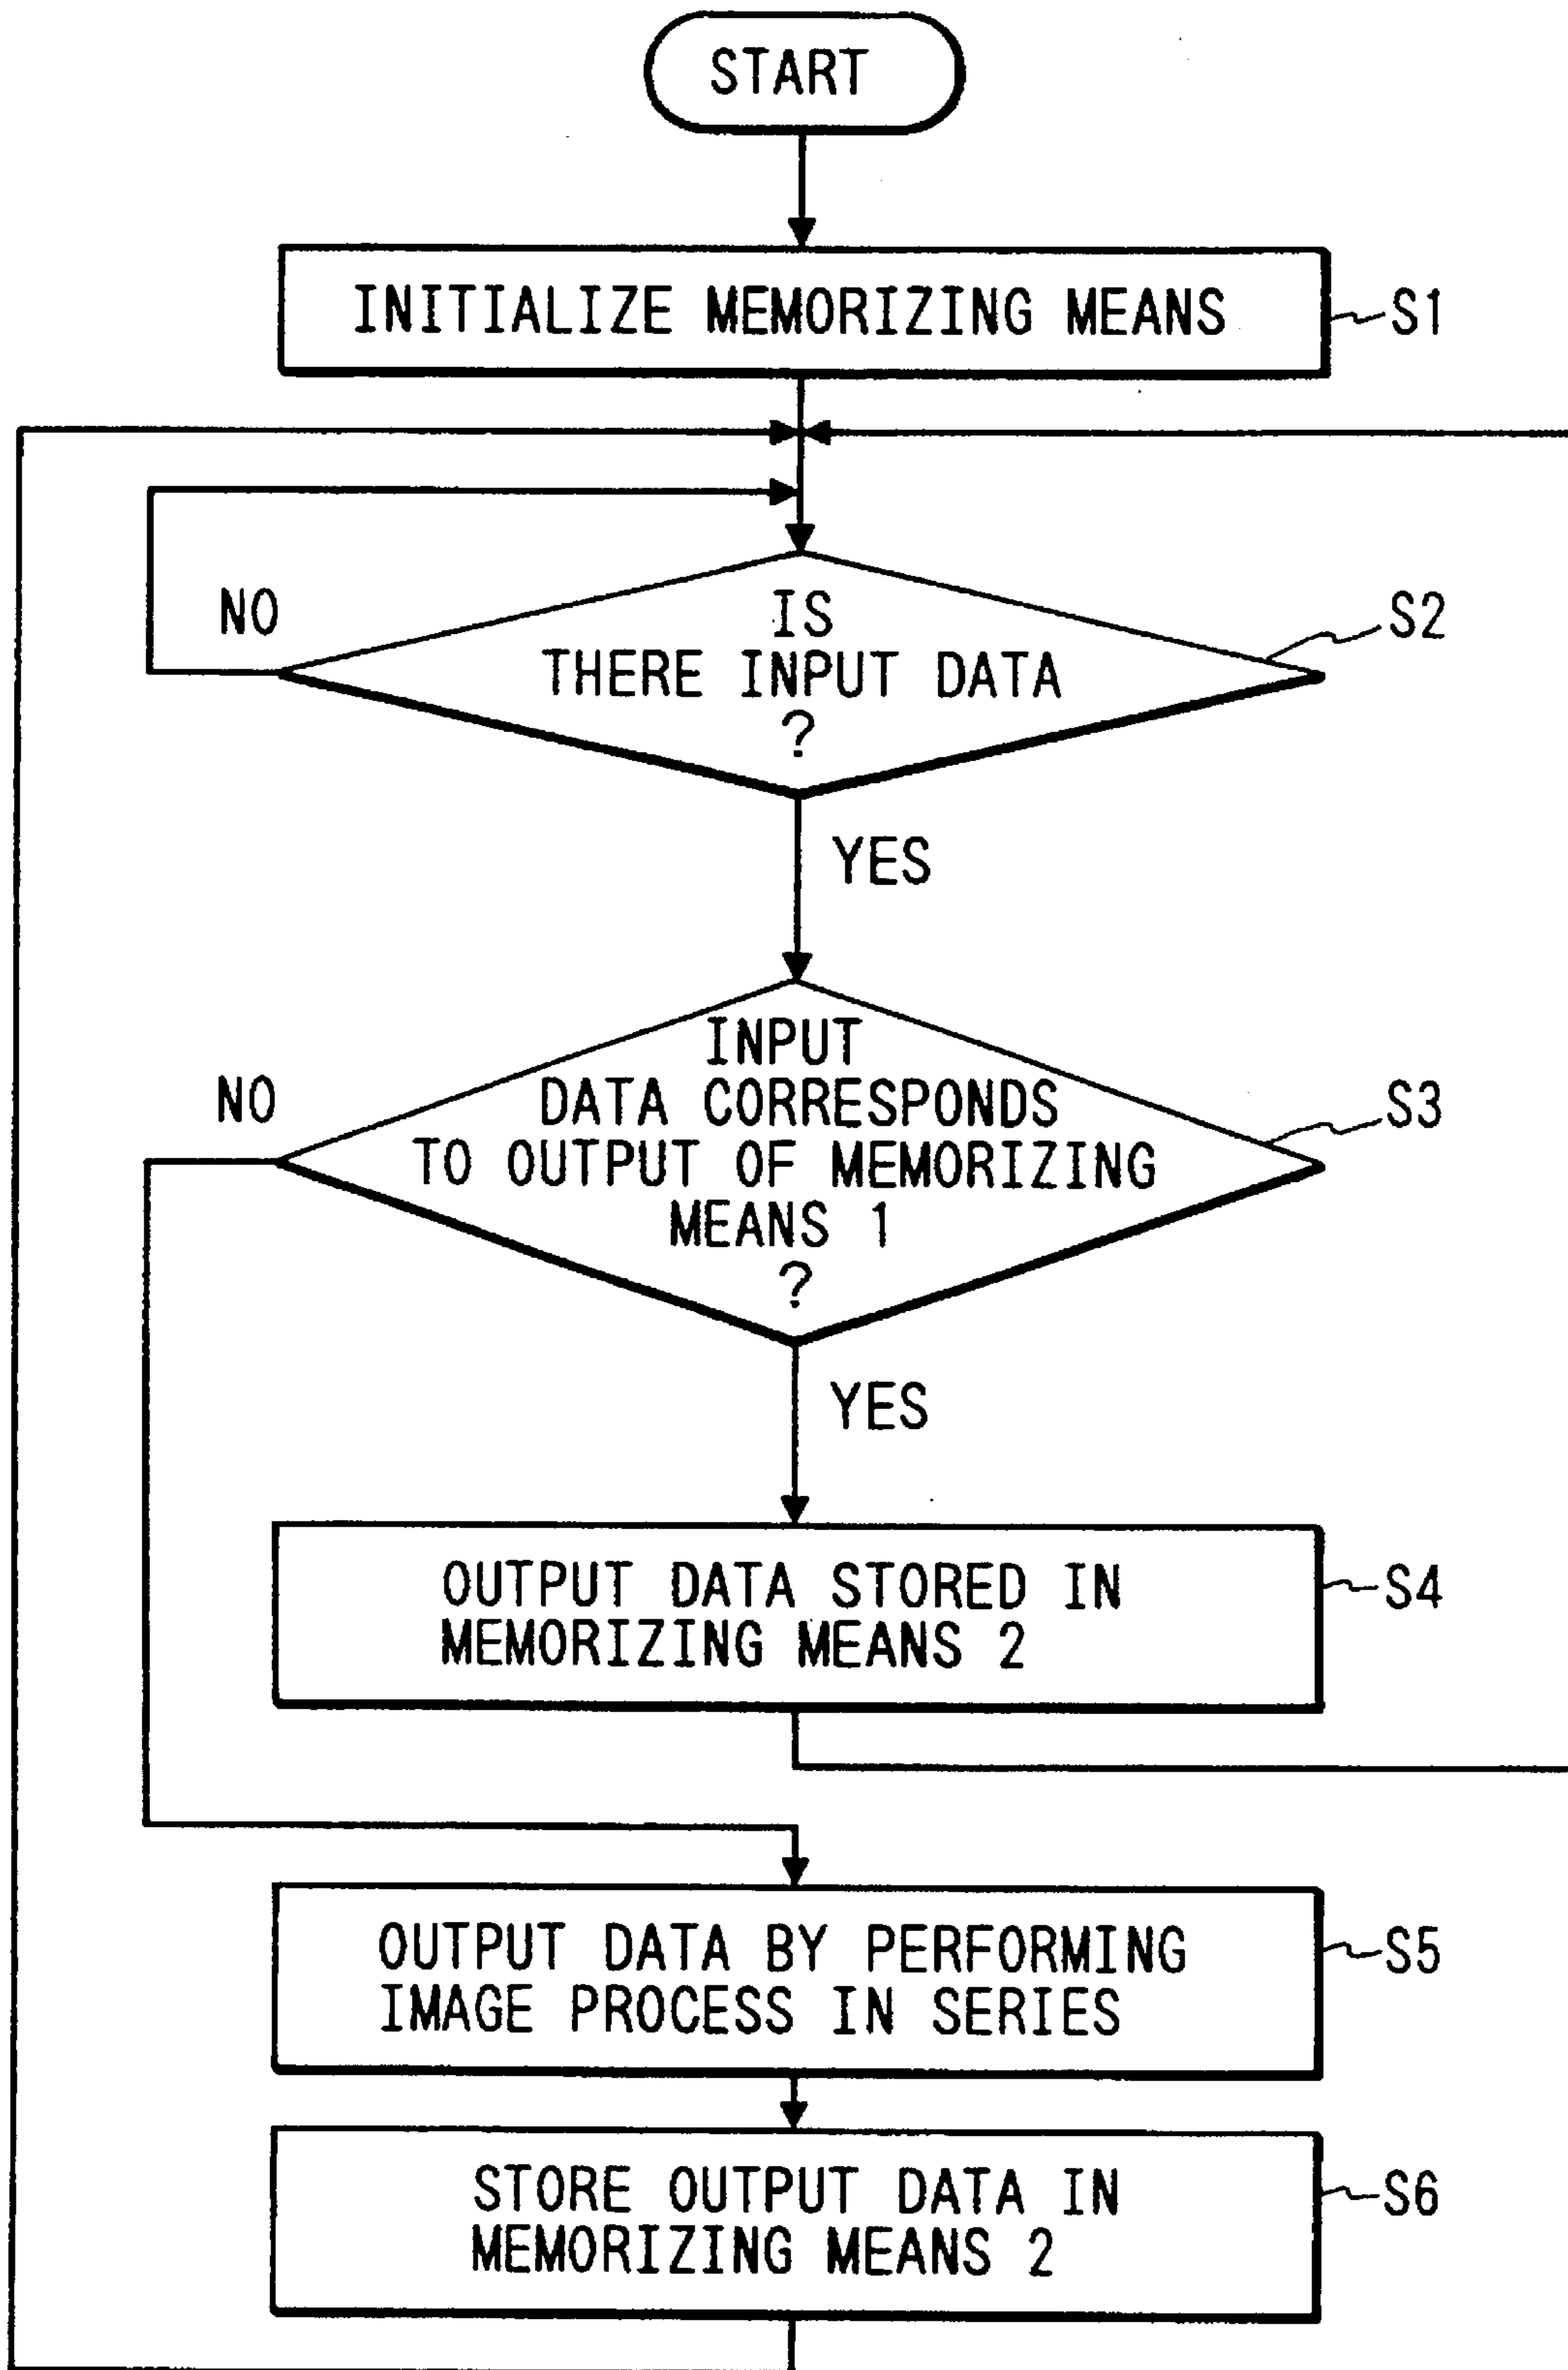 START
INITIALIZE MEMORIZING MEANS
S1
NO
IS
THERE INPUT DATA
?
S2
YES
NO
INPUT
DATA CORRESPONDS
TO OUTPUT OF MEMORIZING
MEANS 1
?
S3
YES
OUTPUT DATA STORED IN
MEMORIZING MEANS 2
S4
OUTPUT DATA BY PERFORMING
IMAGE PROCESS IN SERIES
S5
STORE OUTPUT DATA IN
MEMORIZING MEANS 2
S6